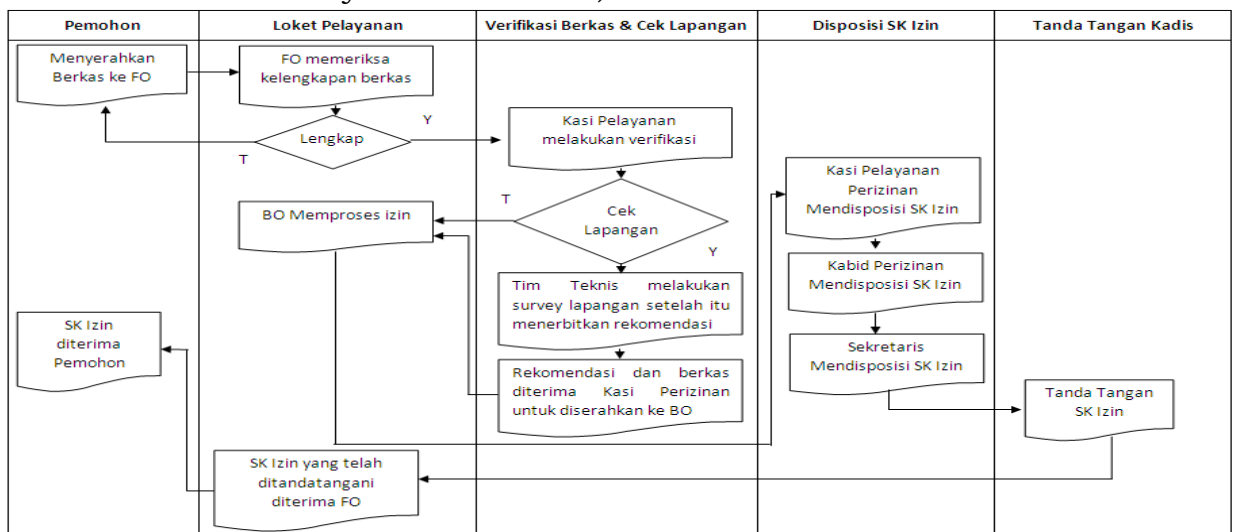 Pemohon
Loket Pelayanan
Verifikasi Berkas & Cek Lapangan
Disposisi SK Izin
Tanda Tangan Kadis
Menyerahkan
Berkas ke FO
FO memeriksa
kelengkapan berkas
Lengkap
Y
T
Kasi Pelayanan
melakukan verifikasi
Cek
Lapangan
T
Y
BO Memproses izin
Tim Teknis melakukan
survey lapangan setelah itu
menerbitkan rekomendasi
Rekomendasi dan berkas
diterima Kasi Perizinan
untuk diserahkan ke BO
Kasi Pelayanan
Perizinan
Mendisposisi SK Izin
Kabid Perizinan
Mendisposisi SK Izin
Sekretaris
Mendisposisi SK Izin
Tanda Tangan
SK Izin
SK Izin yang telah
ditandatangani
diterima FO
SK Izin
diterima
Pemohon